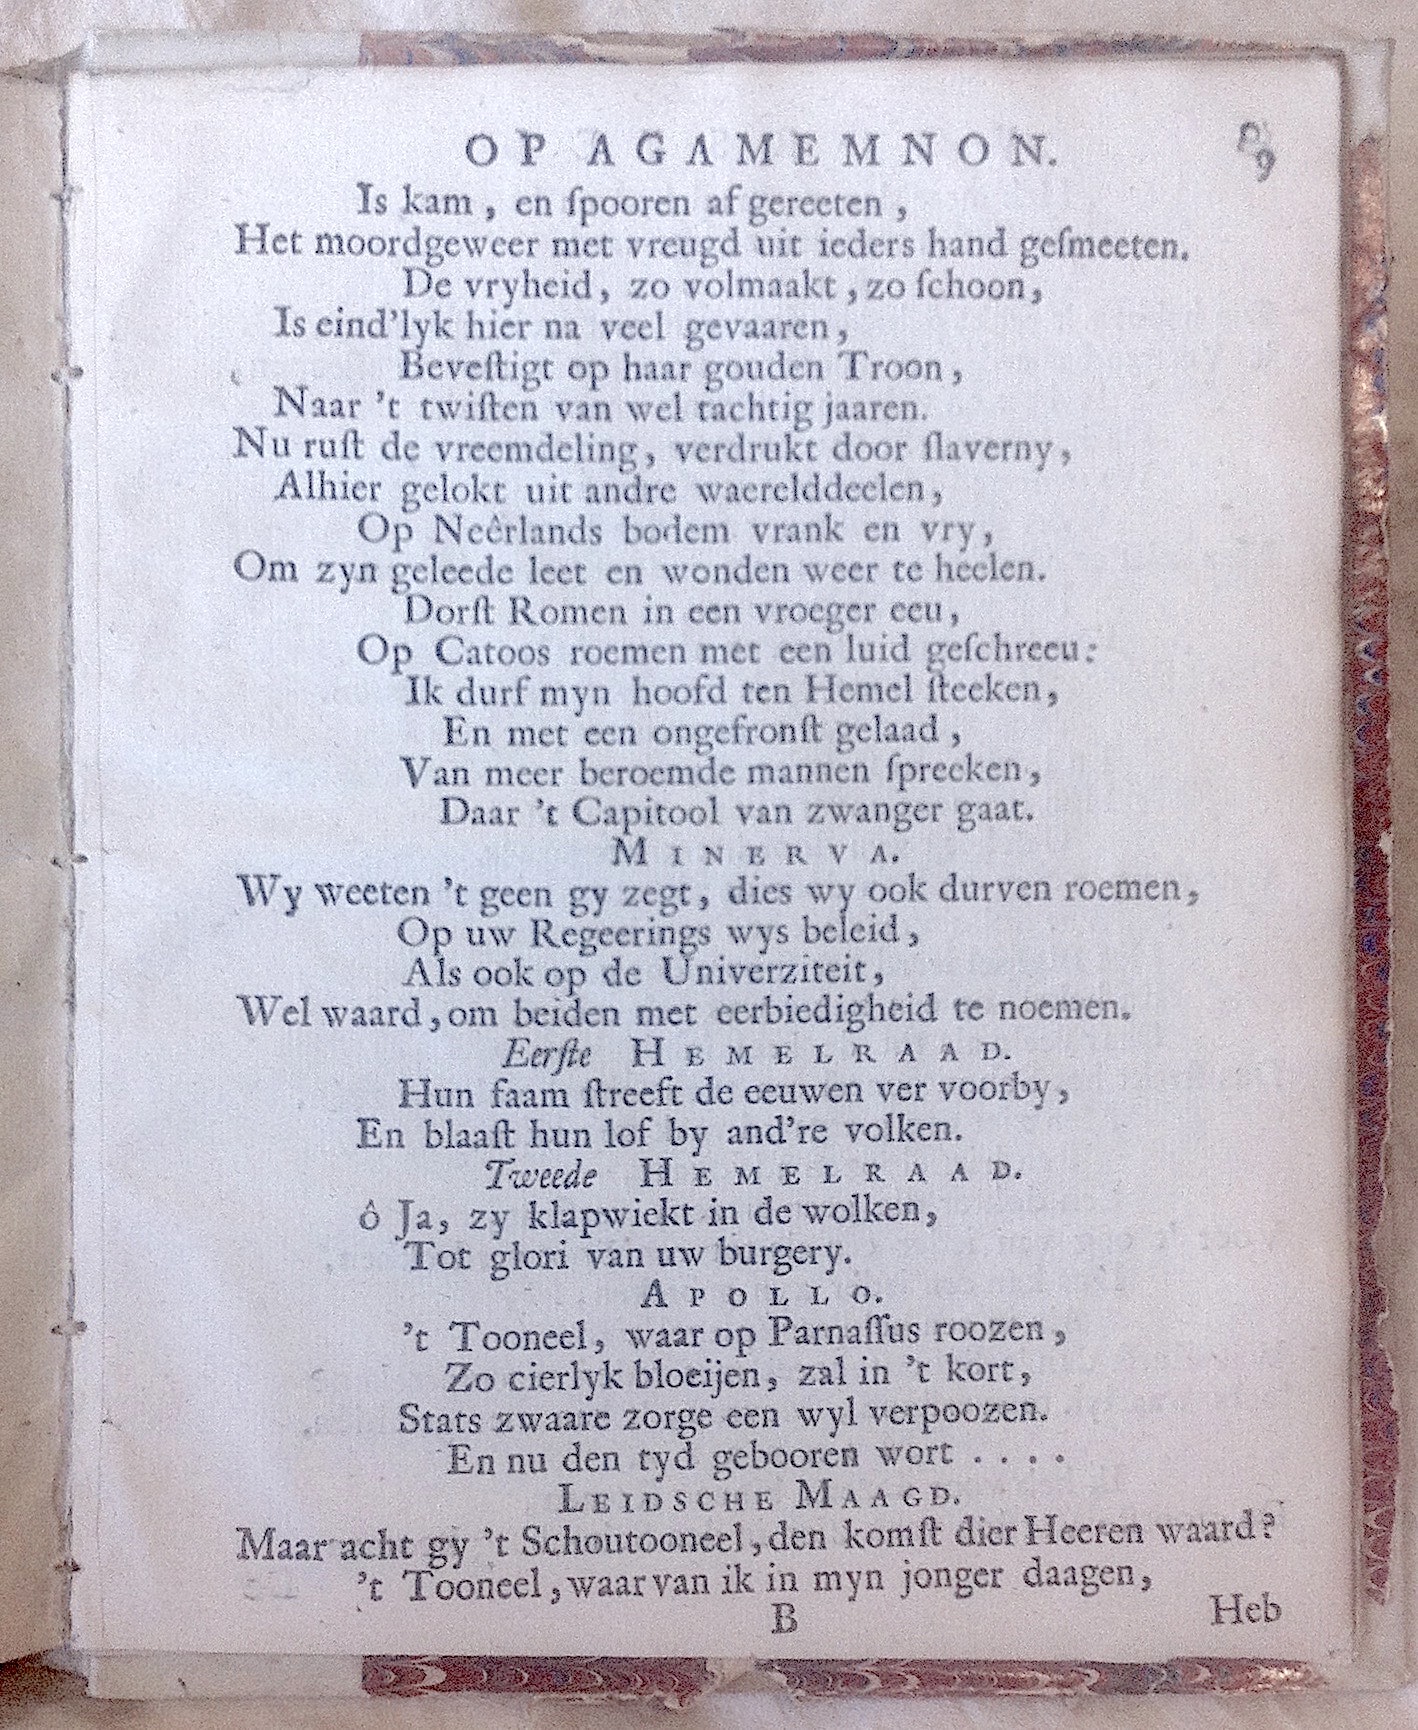 OP AGAMEMNON. 9
Is kam, en ſpooren af gereeten,
Het moordgeweer met vreugd uit ieders hand geſmeeten.
De vryheid, zo volmaakt, zo ſchoon,
Is eind'lyk hier na veel gevaaren,
Beveſtigt op haar gouden Troon,
Naar 't twiſten van wel tachtig jaaren.
Nu ruſt de vreemdeling, verdrukt door ſlaverny,
Alhier gelokt uit andre waerelddeelen,
Op Neêrlands bodem vrank en vry,
Om zyn geleede leet en wonden weer te heelen.
Dorſt Romen in een vroeger eeu,
Op Catoos roemen met een luid geſchreeu:
Ik durf myn hoofd ten Hemel ſteeken,
En met een ongefronſt gelaad,
Van meer beroemde mannen ſpreeken,
Daar 't Capitool van zwanger gaat.
MINERVA.
Wy weeten 't geen gy zegt, dies wy ook durven roemen,
Op uw Regeerings wys beleid,
Als ook op de Univerziteit,
Wel waard, om beiden met eerbiedigheid te noemen.
Eerſte HEMELRAAD.
Hun faam ſtreeft de eeuwen ver voorby,
En blaaſt hun lof by and're volken.
Tweede HEMELRAAD.
ô Ja, zy klapwiekt in de wolken,
Tot glori van uw burgery.
APOLLO.
't Tooneel, waar op Parnaſſus roozen,
Zo cierlyk bloeijen, zal in 't kort,
Stats zwaare zorge een wyl verpoozen.
En nu den tyd gebooren wort . . . .
LEIDSCHE MAAGD.
Maar acht gy 't Schoutooneel, den komſt dier Heeren waard?
't Tooneel, waar van ik in myn jonger daagen,
B Heb